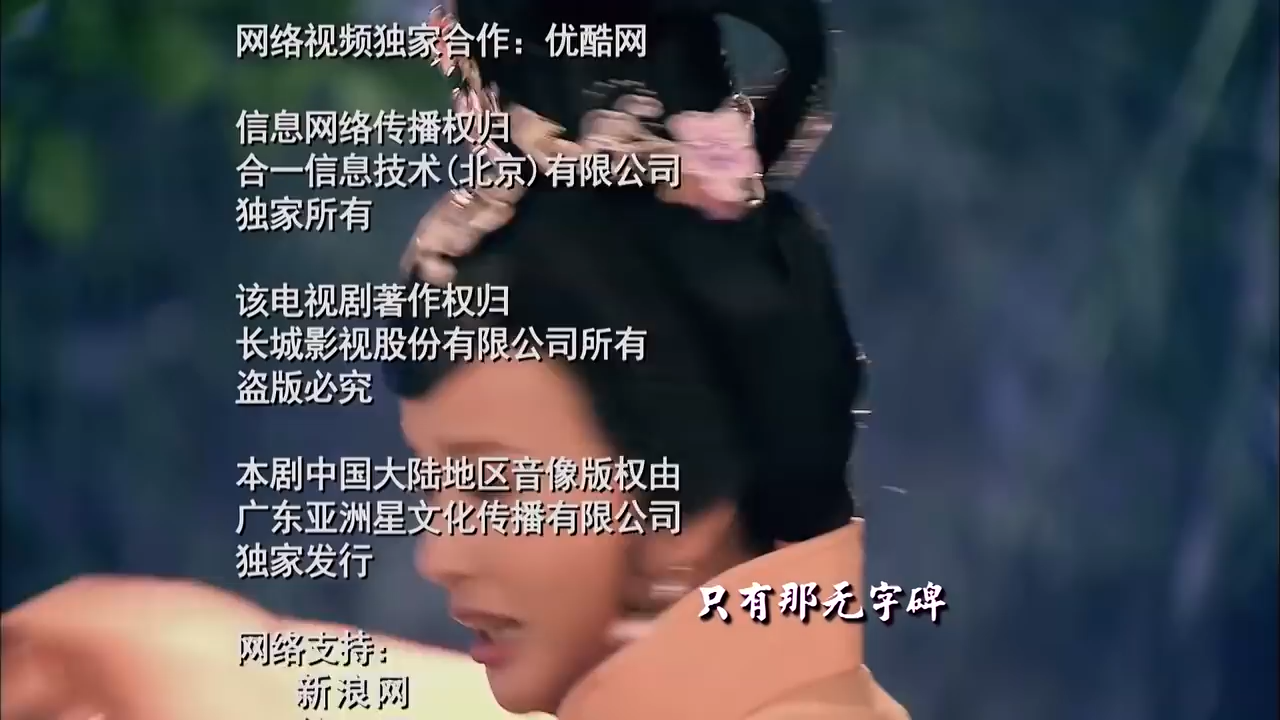 网络视频独家合作：优酷网
信息网络传播权归
合一信息技术(北京)有限公司
独家所有
该电视剧著作权归
长城影视股份有限公司所有
盗版必究
本剧中国大陆地区音像版权由
广东亚洲星文化传播有限公司
独家发行
只有那无字碑
网络支持：
新浪网